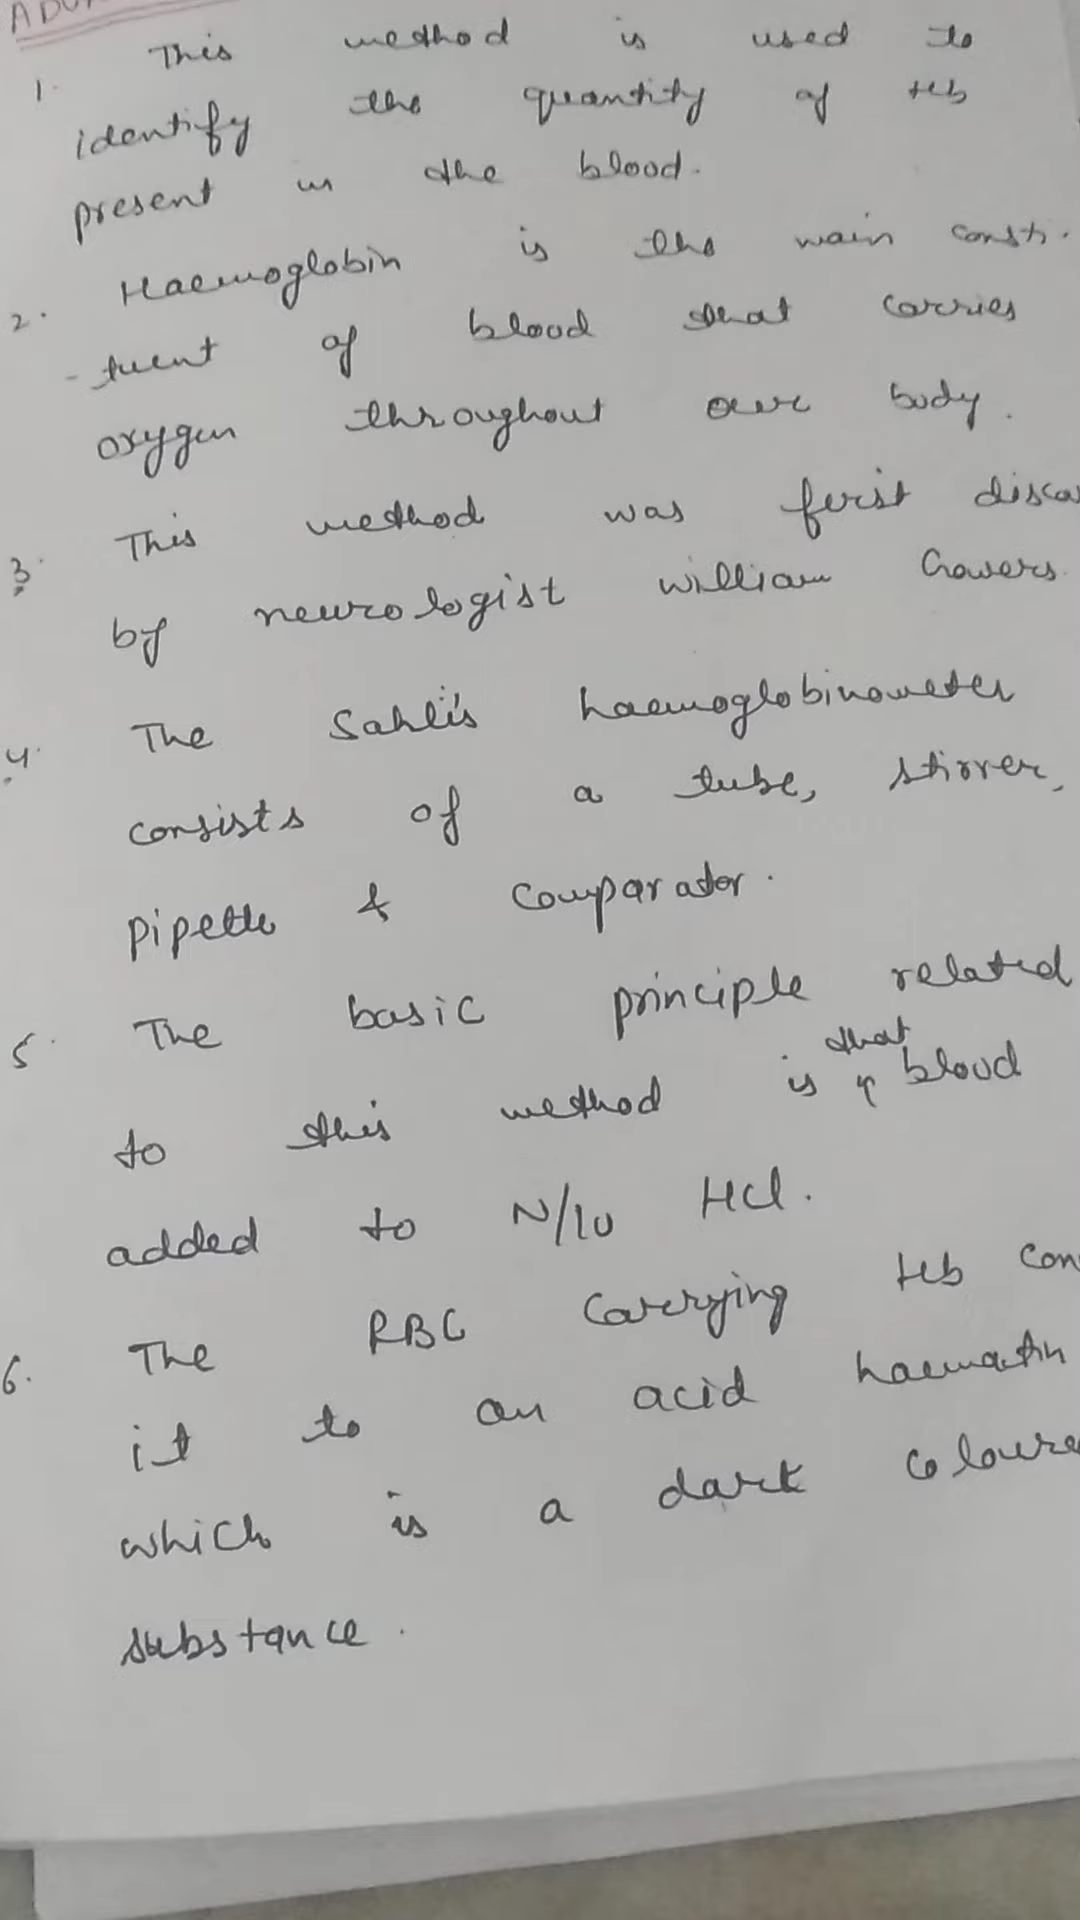 1. This method is used to
identify the quantity of Hb
present in the blood.
2. Haemoglobin is the main consti-
-tuent of blood that carries
oxygen throughout our body.
3. This method was first
by neurologist William Gowers.
4. The Sahli's haemoglobinometer
consists of a tube, stirrer,
pipette & comparator.
5. The basic principle related
to this method is that blood
added to N/10 HCl.
6. The RBC carrying Hb
it to an acid haematin
which is a dark
substance.